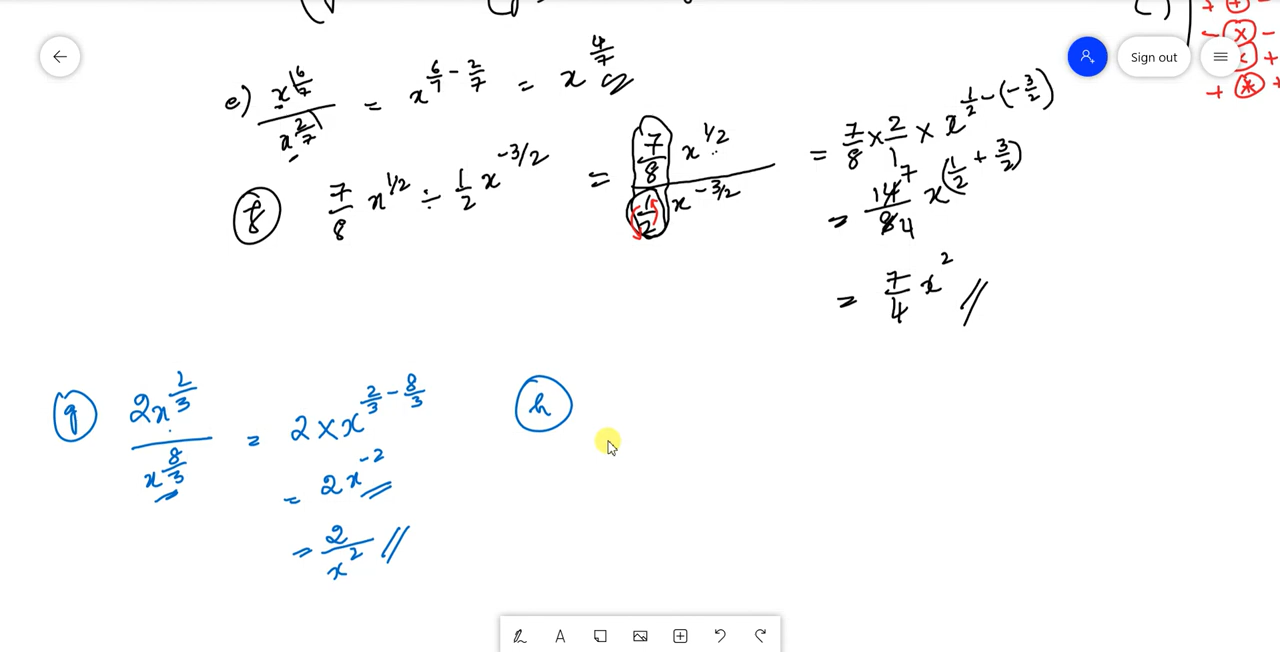 Sign out
e) x^{6/7} / x^{2/7} = x^{6/7 - 2/7} = x^{4/7}
f 7/8 x^{1/2} ÷ 1/2 x^{-3/2} = 7/8 x^{1/2} / 1/2 x^{-3/2} = 7/8 × 2/1 × x^{1/2 - (-3/2)}
= 14/8 7/4 x^{(1/2 + 3/2)}
= 7/4 x^2 //
g 2x^{2/3} / x^{8/3} = 2 × x^{2/3 - 8/3}
= 2x^{-2}
= 2/x^2 //
h
A